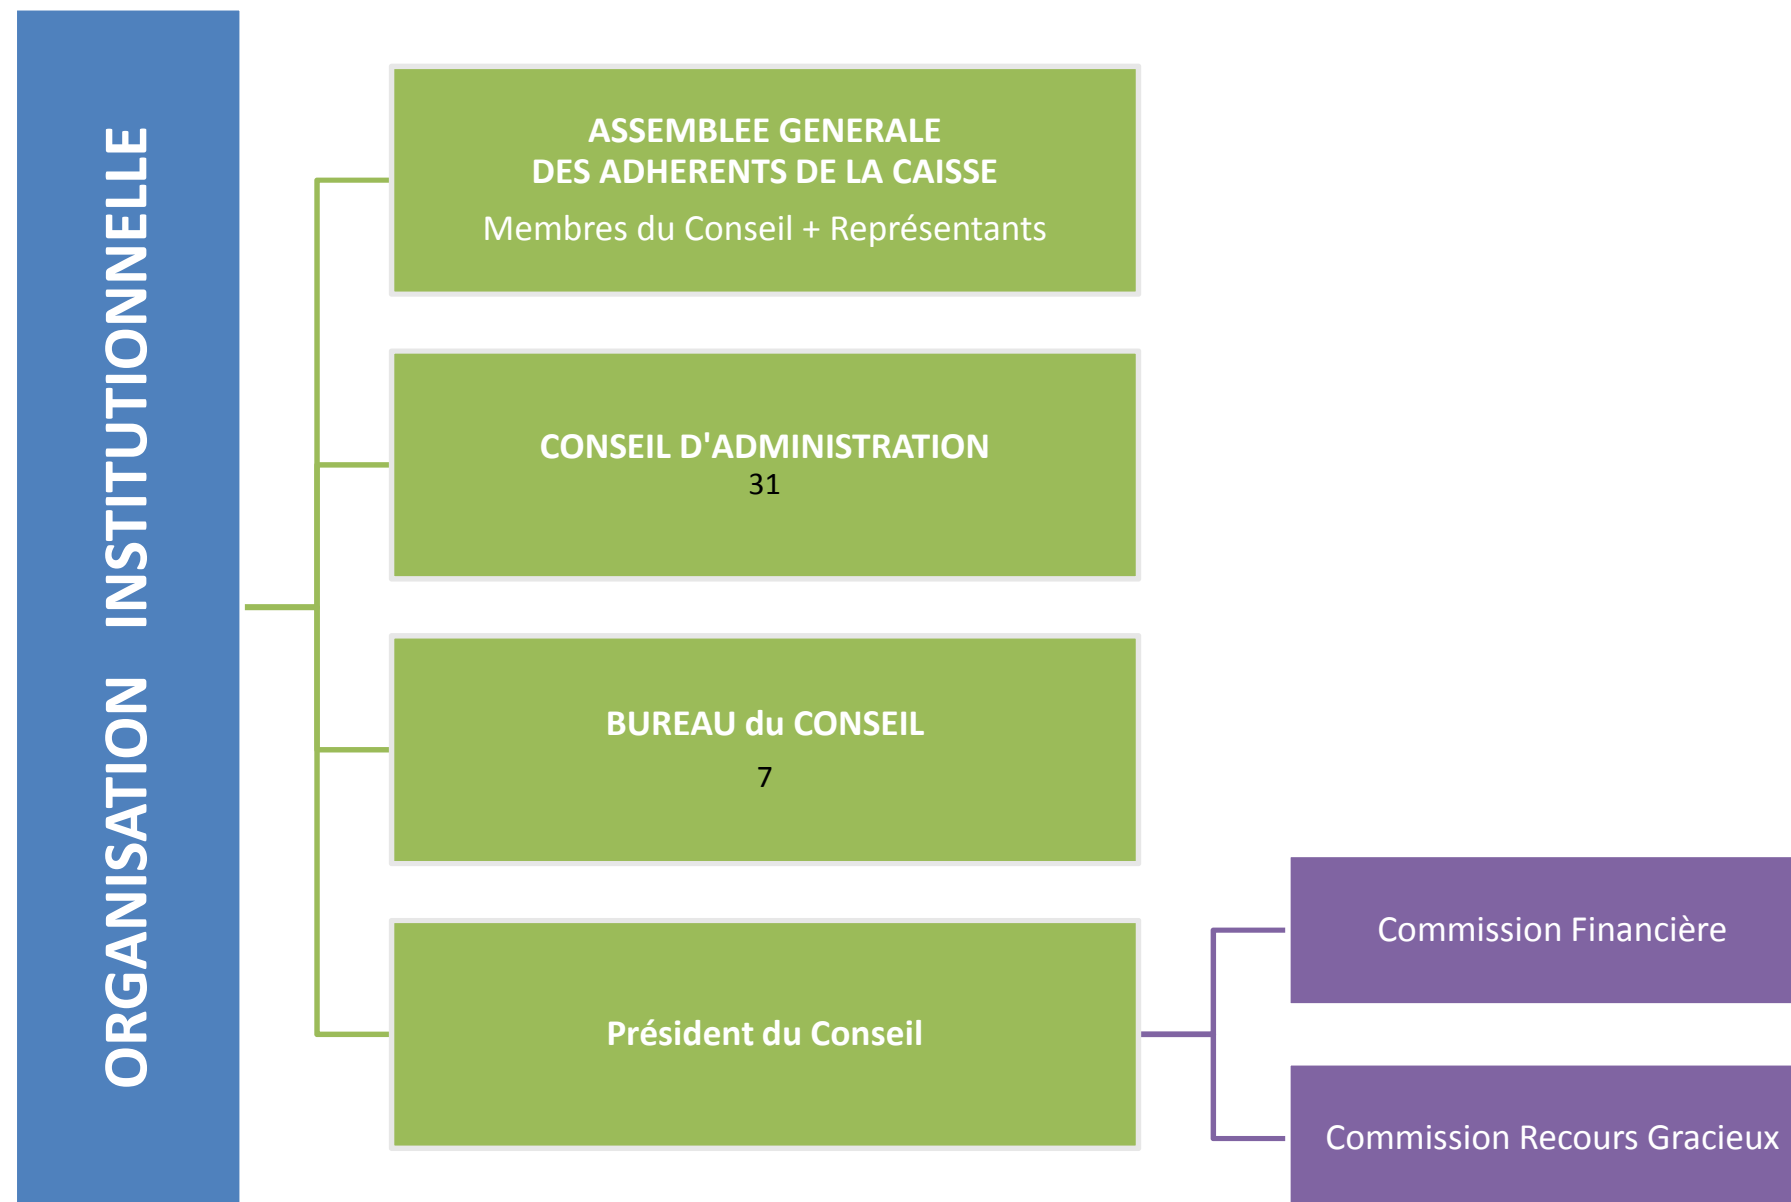 ORGANISATION INSTITUTIONNELLE
ASSEMBLEE GENERALE
DES ADHERENTS DE LA CAISSE
Membres du Conseil + Représentants
CONSEIL D'ADMINISTRATION
31
BUREAU du CONSEIL
7
Président du Conseil
Commission Financière
Commission Recours Gracieux